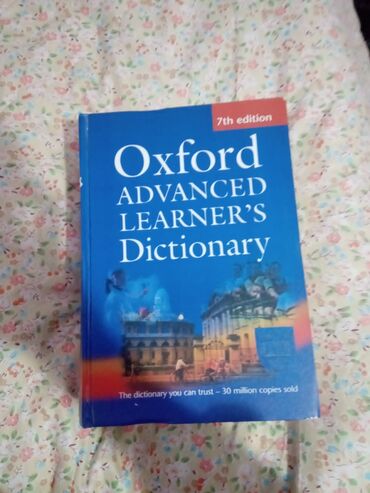 7th edition
Oxford
ADVANCED
LEARNER'S
Dictionary
The dictionary you can trust – 30 million copies sold